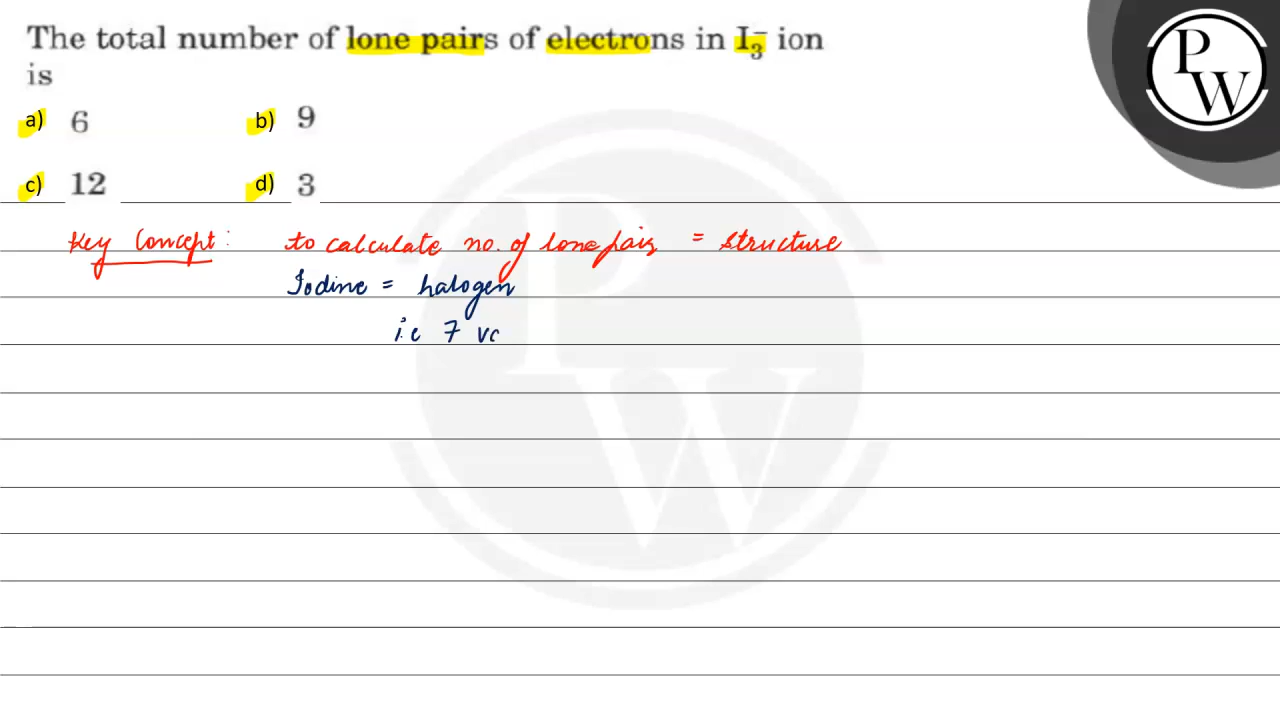 The total number of lone pairs of electrons in I₃⁻ ion
is
a) 6 b) 9
c) 12 d) 3
Key Concept: to calculate no. of lone pairs = structure
Iodine = halogen
i.e 7 vc
P
W